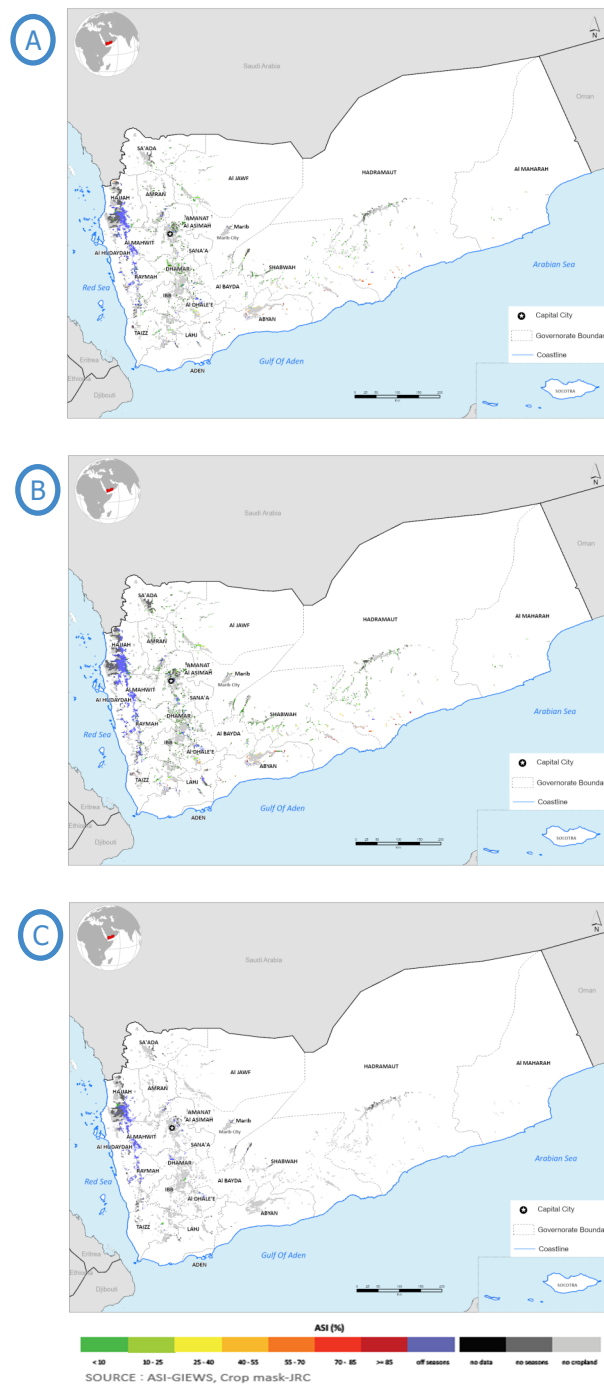 A
N
Saudi Arabia
Oman
SA'ADA
Al JAWF
HADRAMAUT
Al MAHARAH
AMRAN
HAJJAH
AMANAT
Al ASIMAH
Marib
Marib City
Al MAHWIT
Al HUDAYDAH
SANA'A
Arabian Sea
DHAMAR
SHABWAH
Red Sea
RAYMAH
Al BAYDA
IBB
Al DHALE'E
ABYAN
Capital City
TAIZZ
LAHJ
Governorate Boundar
Eritrea
Gulf Of Aden
Coastline
ADEN
Ethiopia
Djibouti
SOCOTRA
B
N
Saudi Arabia
Oman
SA'ADA
Al JAWF
HADRAMAUT
Al MAHARAH
AMRAN
HAJJAH
AMANAT
Al ASIMAH
Marib
Marib City
Al MAHWIT
Al HUDAYDAH
SANA'A
Arabian Sea
DHAMAR
SHABWAH
Red Sea
RAYMAH
Al BAYDA
IBB
Al DHALE'E
ABYAN
Capital City
TAIZZ
LAHJ
Governorate Boundar
Eritrea
Gulf Of Aden
Coastline
ADEN
Ethiopia
Djibouti
SOCOTRA
C
N
Saudi Arabia
Oman
SA'ADA
Al JAWF
HADRAMAUT
Al MAHARAH
AMRAN
HAJJAH
AMANAT
Al ASIMAH
Marib
Marib City
Al MAHWIT
Al HUDAYDAH
SANA'A
Arabian Sea
DHAMAR
SHABWAH
Red Sea
RAYMAH
Al BAYDA
IBB
Al DHALE'E
ABYAN
Capital City
TAIZZ
LAHJ
Governorate Boundar
Eritrea
Gulf Of Aden
Coastline
ADEN
Ethiopia
Djibouti
SOCOTRA
ASI (%)
< 10 10 - 25 25 - 40 40 - 55 55 - 70 70 - 85 >= 85 off seasons no data no seasons no cropland
SOURCE : ASI-GIEWS, Crop mask-JRC